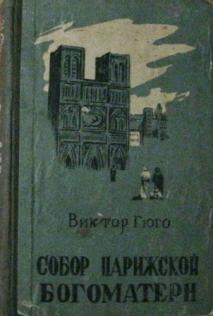 Виктор Гюго
СОБОР ПАРИЖСКОЙ
БОГОМАТЕРИ